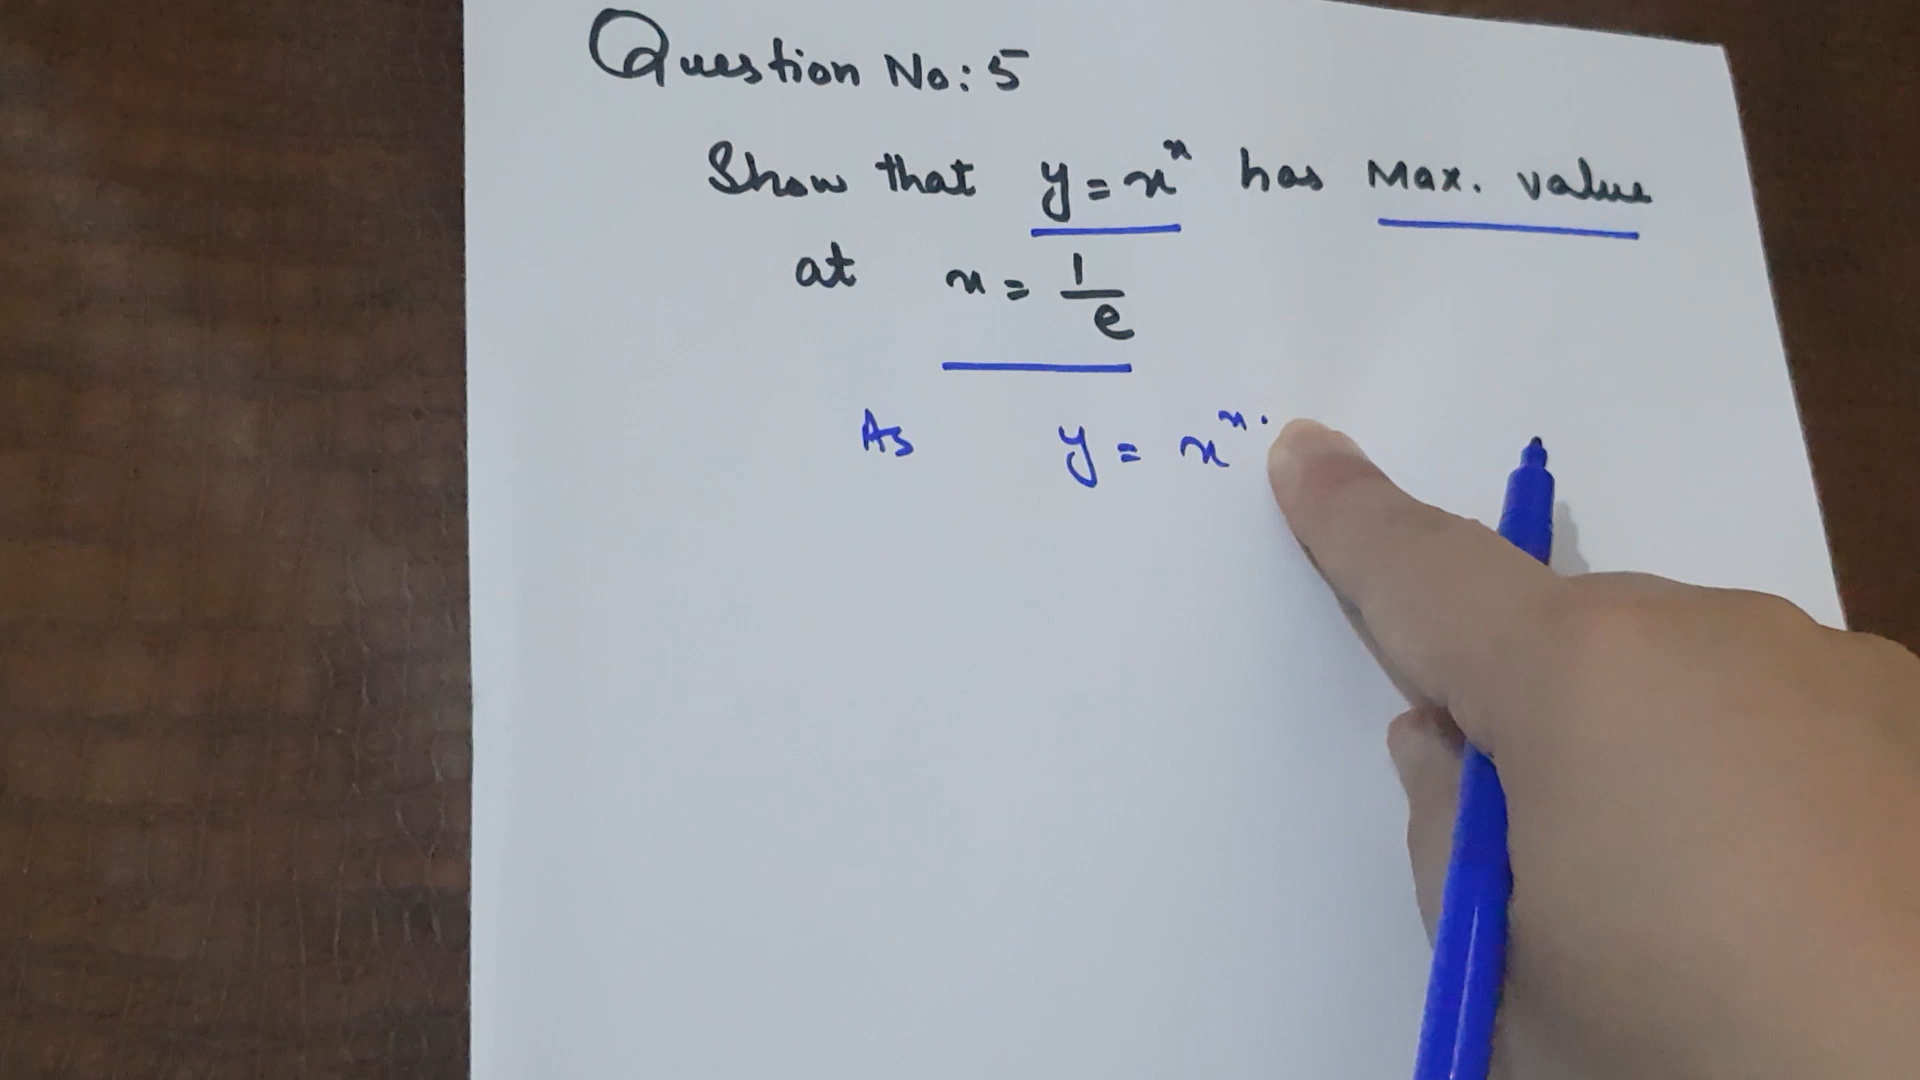 Question No: 5
Show that y = x^x has Max. value
at x = 1/e
As y = x^x.